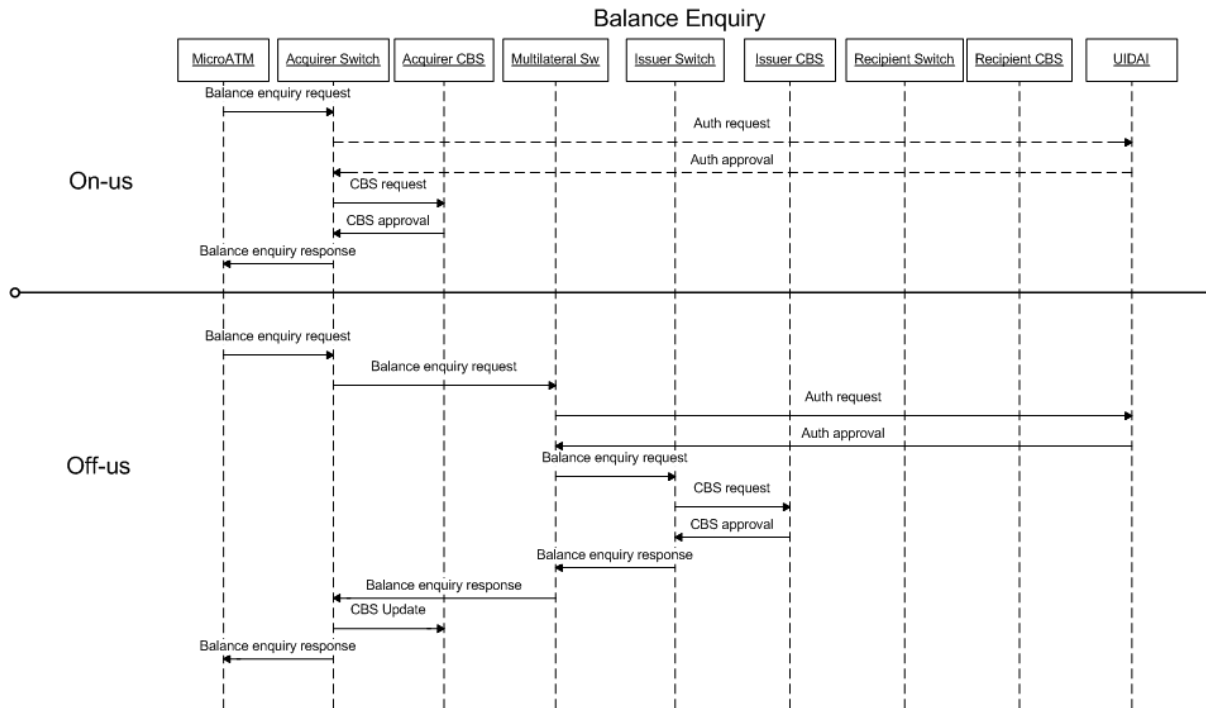 Balance Enquiry
MicroATM
Acquirer Switch
Acquirer CBS
Multilateral Sw
Issuer Switch
Issuer CBS
Recipient Switch
Recipient CBS
UIDAI
Balance enquiry request
Auth request
Auth approval
On-us
CBS request
CBS approval
Balance enquiry response
Balance enquiry request
Balance enquiry request
Auth request
Auth approval
Off-us
Balance enquiry request
CBS request
CBS approval
Balance enquiry response
Balance enquiry response
CBS Update
Balance enquiry response